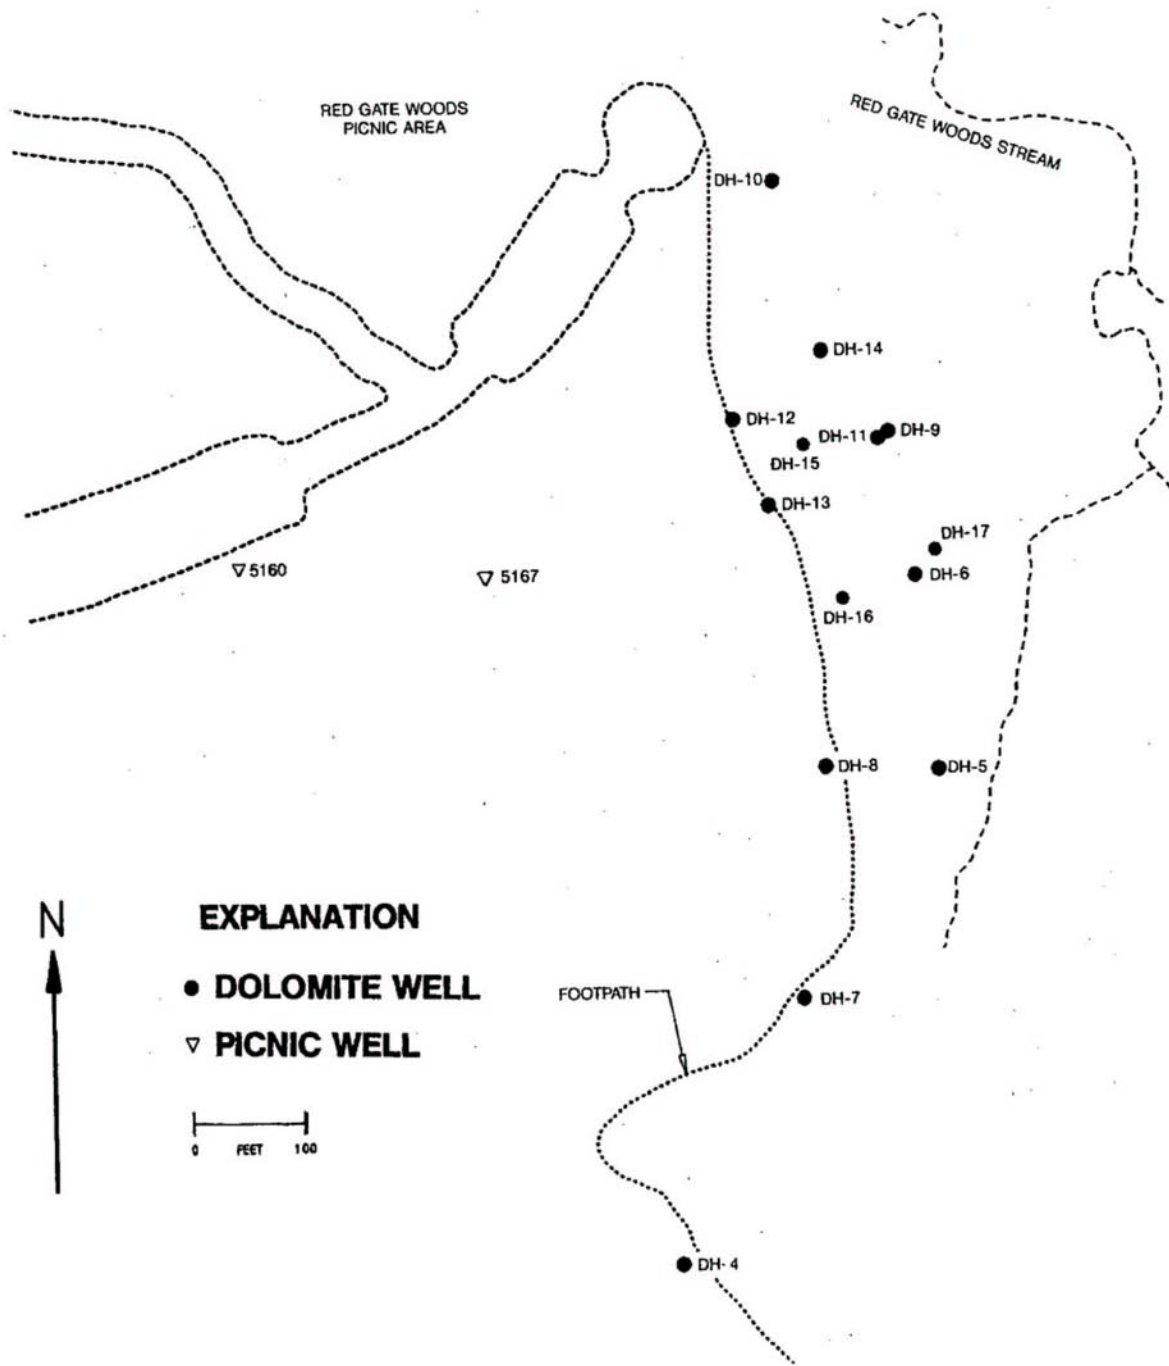 RED GATE WOODS
PICNIC AREA
RED GATE WOODS STREAM
DH-10
DH-14
DH-12
DH-11
DH-9
DH-15
DH-13
DH-17
5160
5167
DH-6
DH-16
DH-8
DH-5
N
EXPLANATION
DOLOMITE WELL
FOOTPATH
DH-7
PICNIC WELL
0 FEET 100
DH-4